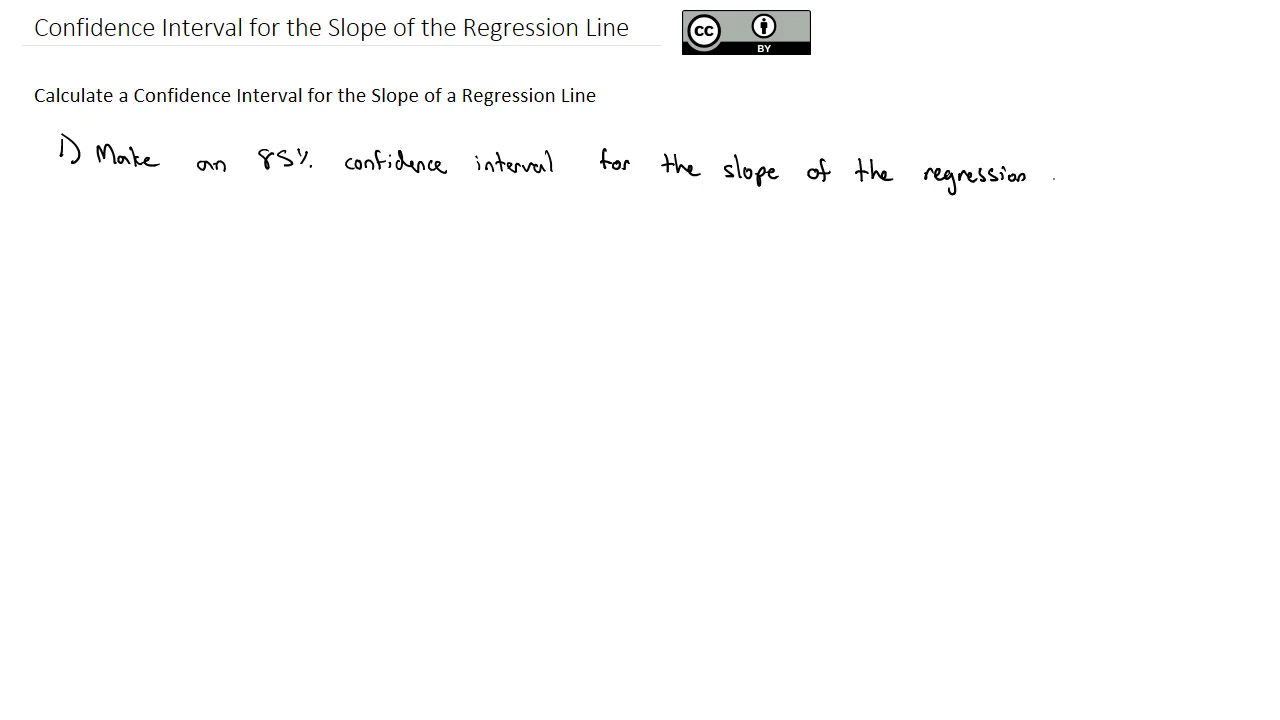 Confidence Interval for the Slope of the Regression Line
cc BY
Calculate a Confidence Interval for the Slope of a Regression Line
1) Make an 85% confidence interval for the slope of the regression